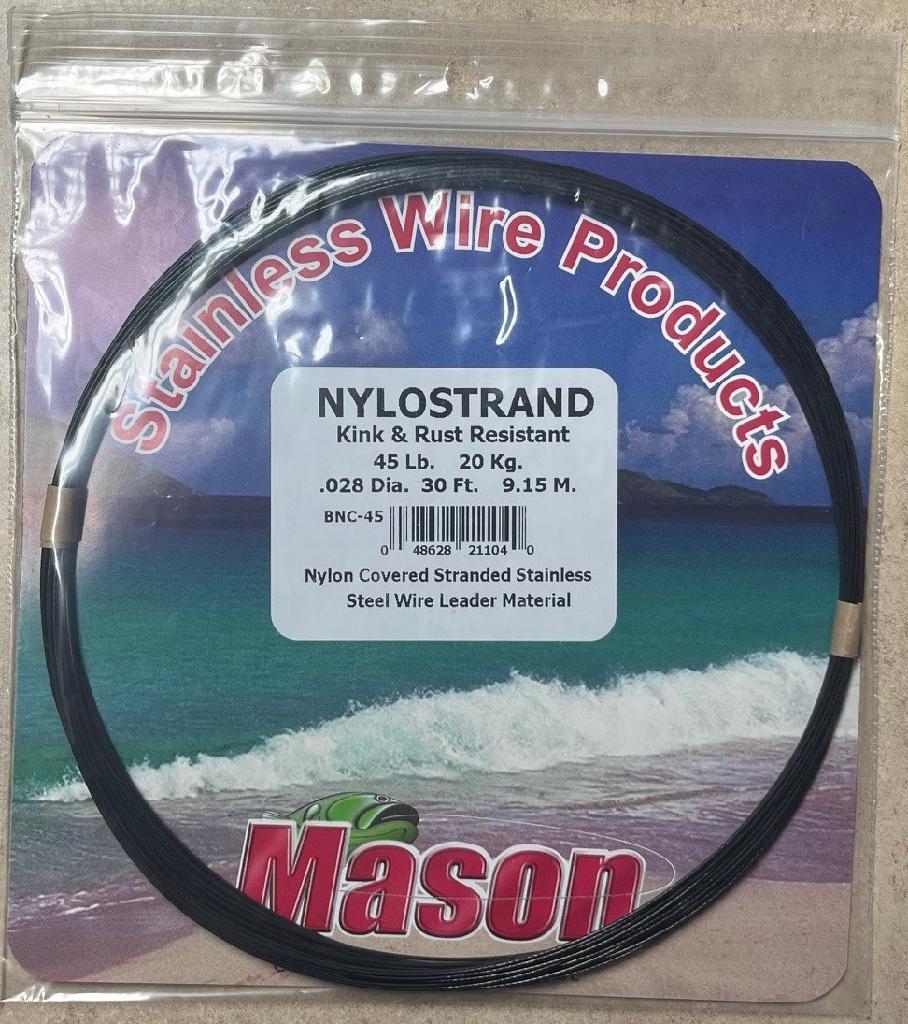 Stainless Wire Products
NYLOSTRAND
Kink & Rust Resistant
45 Lb. 20 Kg.
.028 Dia. 30 Ft. 9.15 M.
BNC-45
0 48628 21104 0
Nylon Covered Stranded Stainless
Steel Wire Leader Material
Mason